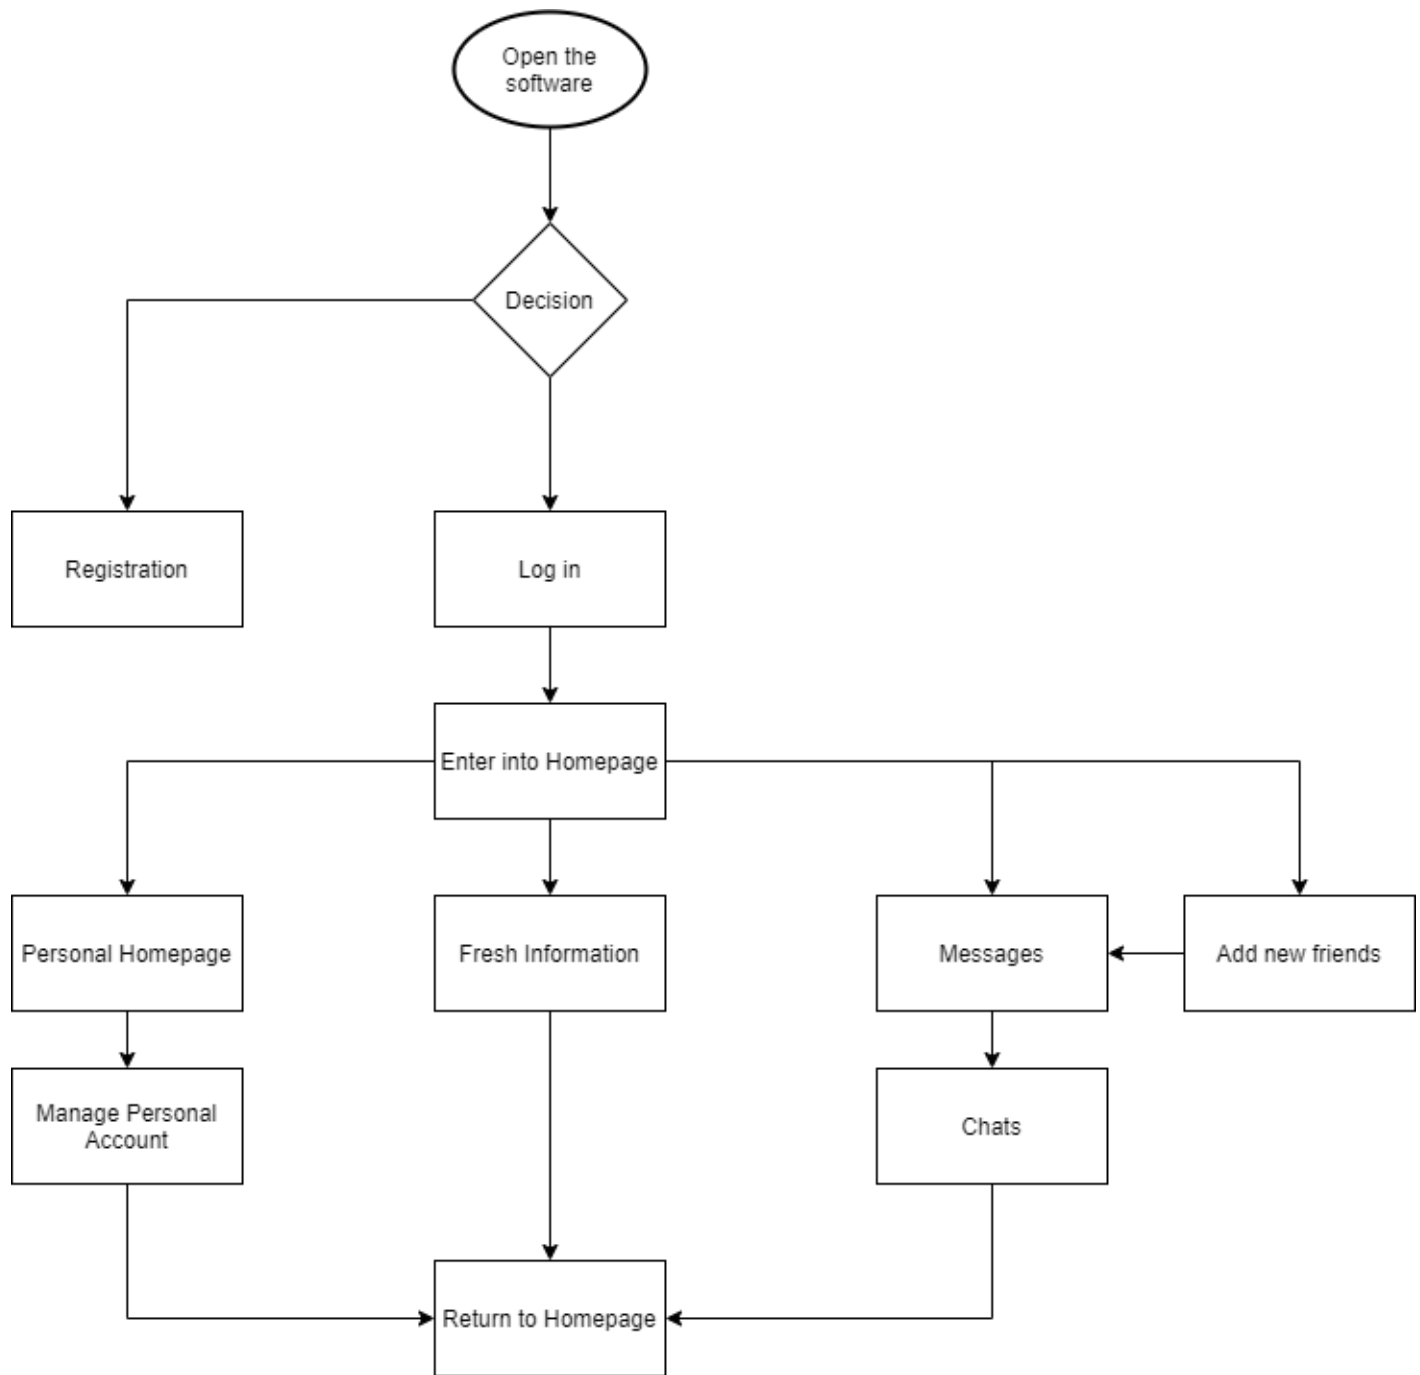 Open the
software
Decision
Registration
Log in
Enter into Homepage
Personal Homepage
Fresh Information
Messages
Add new friends
Manage Personal
Account
Chats
Return to Homepage